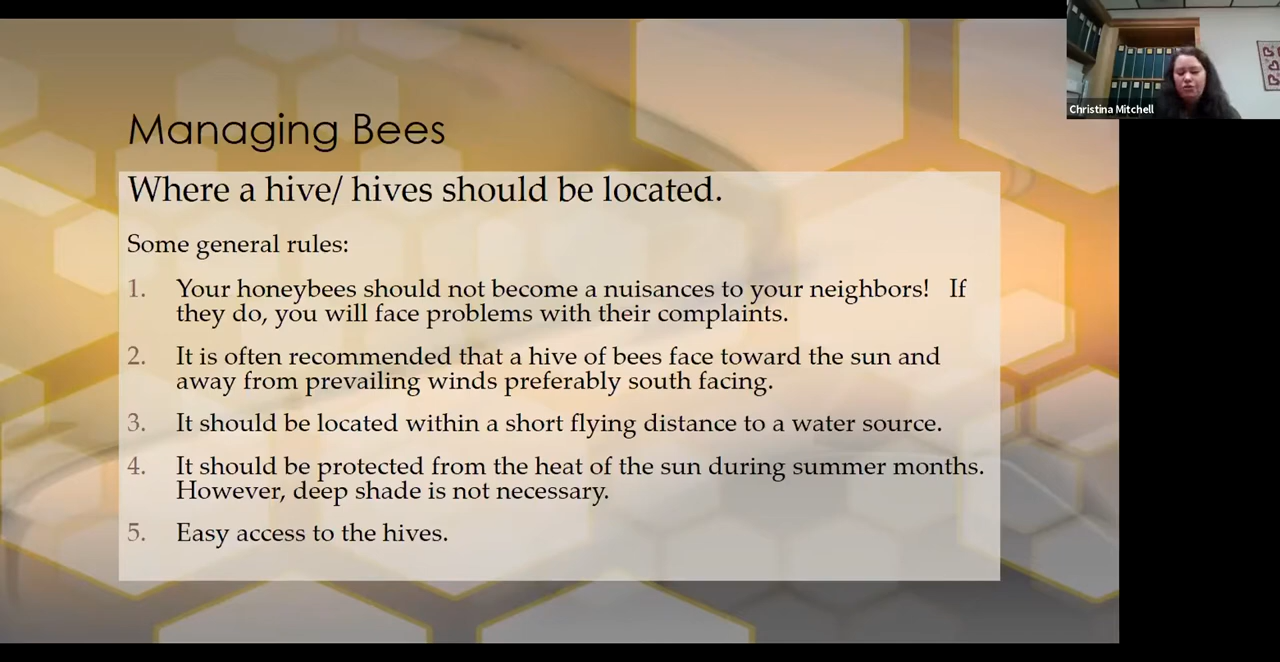 Managing Bees
Where a hive/ hives should be located.
Some general rules:
1. Your honeybees should not become a nuisances to your neighbors! If
they do, you will face problems with their complaints.
2. It is often recommended that a hive of bees face toward the sun and
away from prevailing winds preferably south facing.
3. It should be located within a short flying distance to a water source.
4. It should be protected from the heat of the sun during summer months.
However, deep shade is not necessary.
5. Easy access to the hives.
Christina Mitchell